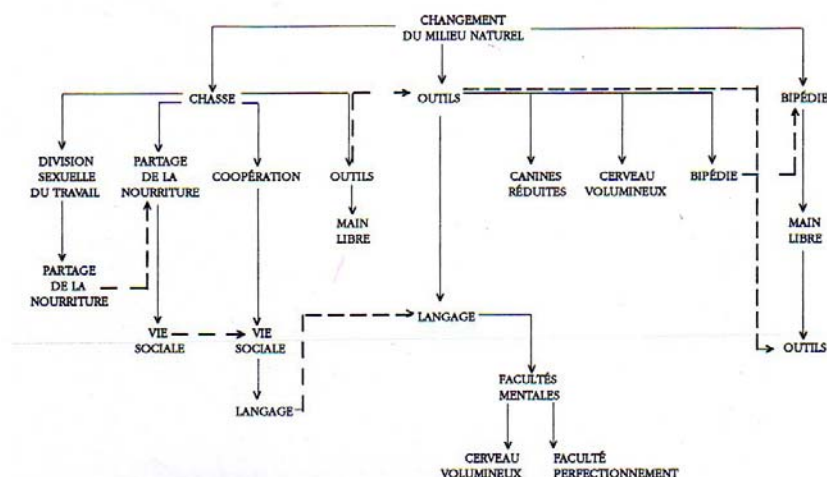 CHANGEMENT
DU MILIEU NATUREL
CHASSE
OUTILS
BIPÉDIE
DIVISION
SEXUELLE
DU TRAVAIL
PARTAGE
DE LA
NOURRITURE
COOPÉRATION
OUTILS
CANINES
RÉDUITES
CERVEAU
VOLUMINEUX
BIPÉDIE
MAIN
LIBRE
MAIN
LIBRE
PARTAGE
DE LA
NOURRITURE
LANGAGE
VIE
SOCIALE
VIE
SOCIALE
OUTILS
FACULTÉS
MENTALES
LANGAGE
CERVEAU
VOLUMINEUX
FACULTÉ
PERFECTIONNEMENT